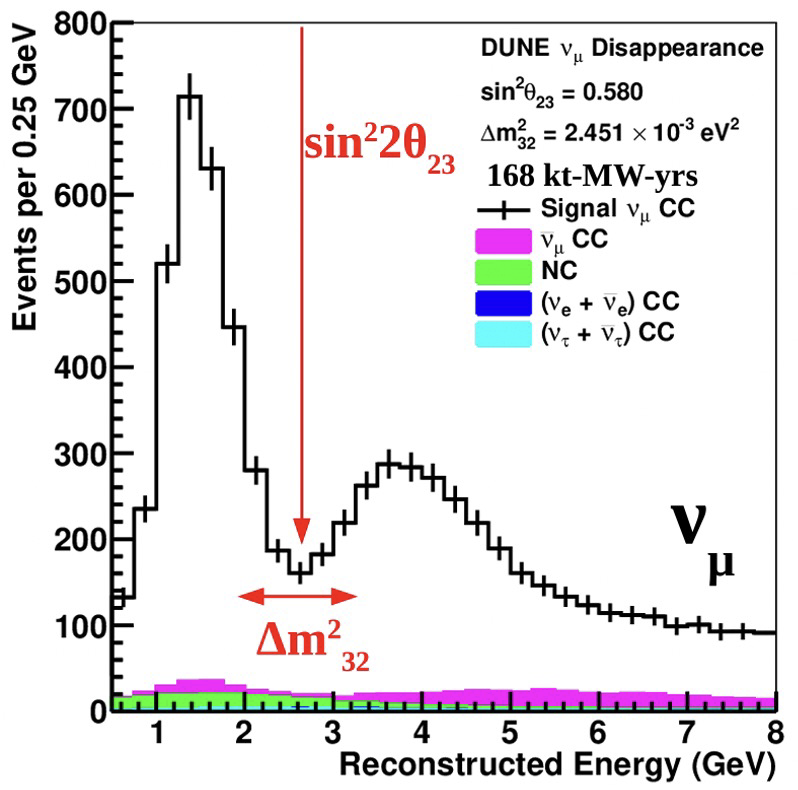 DUNE νμ Disappearance
sin²θ₂₃ = 0.580
Δm²₃₂ = 2.451 × 10⁻³ eV²
168 kt-MW-yrs
Signal νμ CC
ν̄μ CC
NC
(νe + ν̄e) CC
(ντ + ν̄τ) CC
sin²2θ₂₃
Δm²₃₂
νμ
Events per 0.25 GeV
800
700
600
500
400
300
200
100
0
1 2 3 4 5 6 7 8
Reconstructed Energy (GeV)